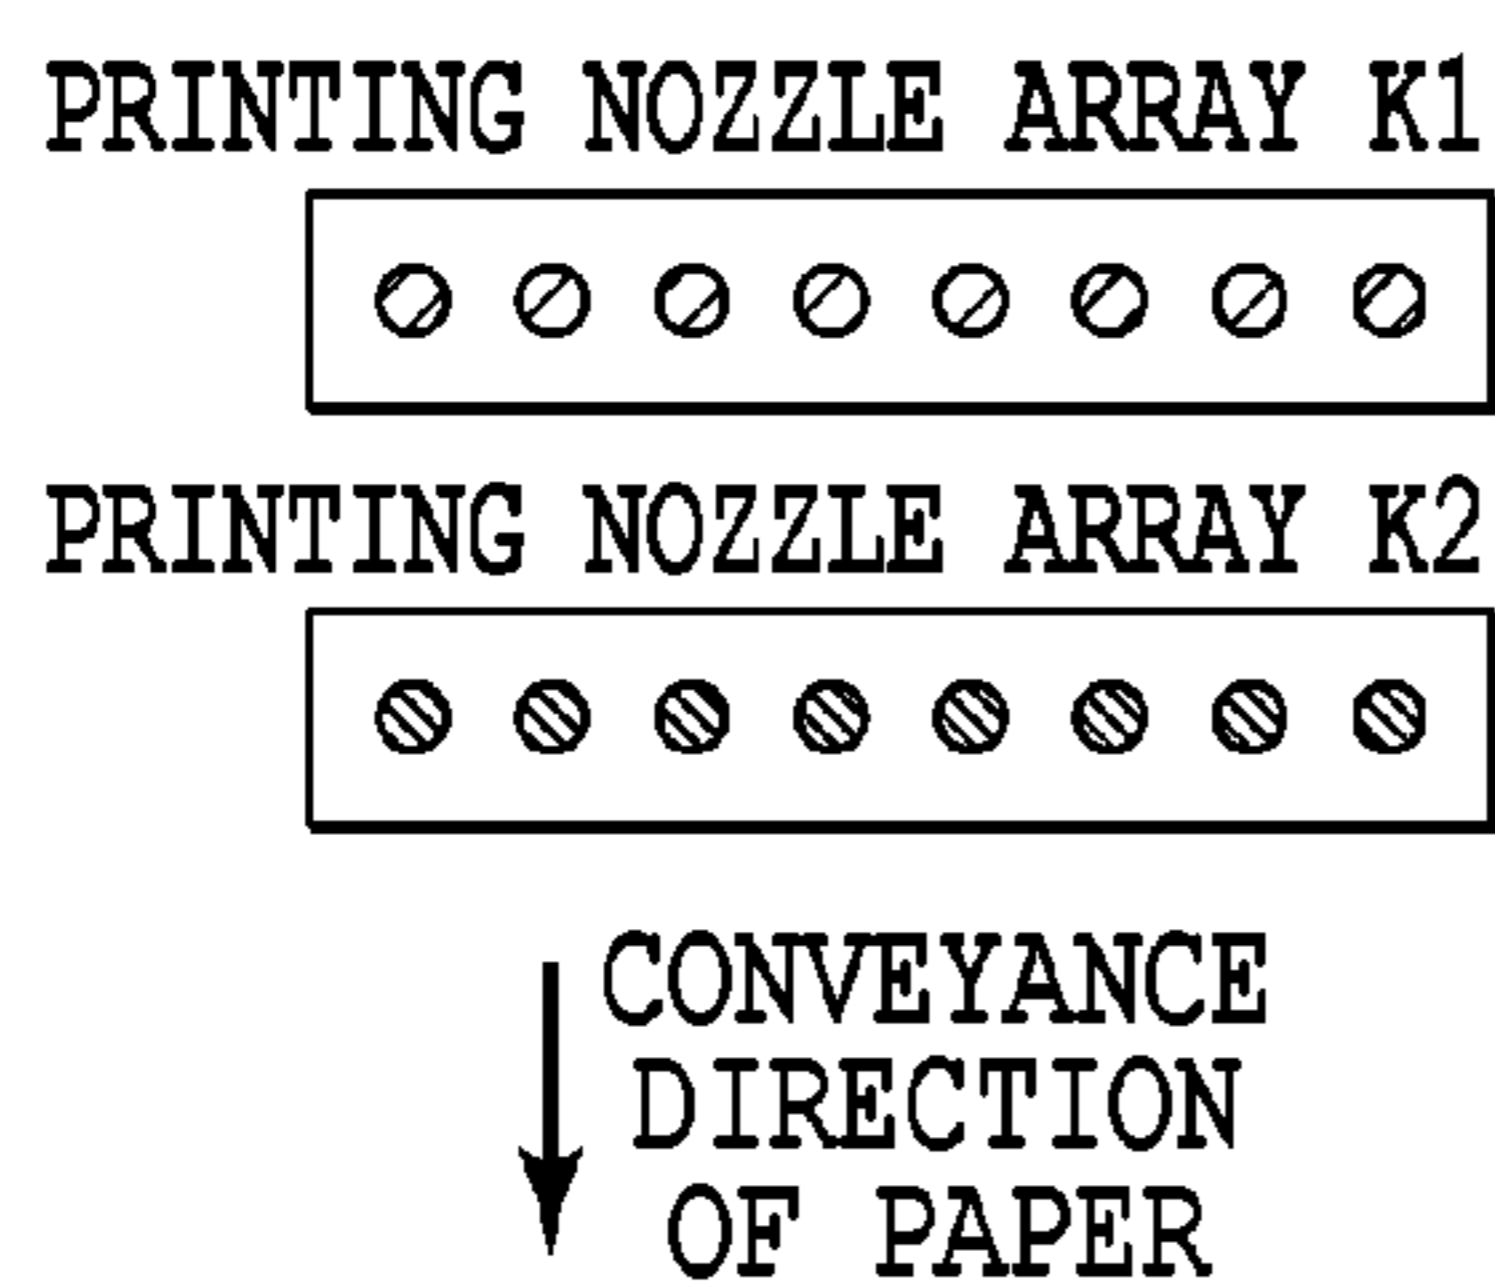 PRINTING NOZZLE ARRAY K1
PRINTING NOZZLE ARRAY K2
CONVEYANCE
DIRECTION
OF PAPER